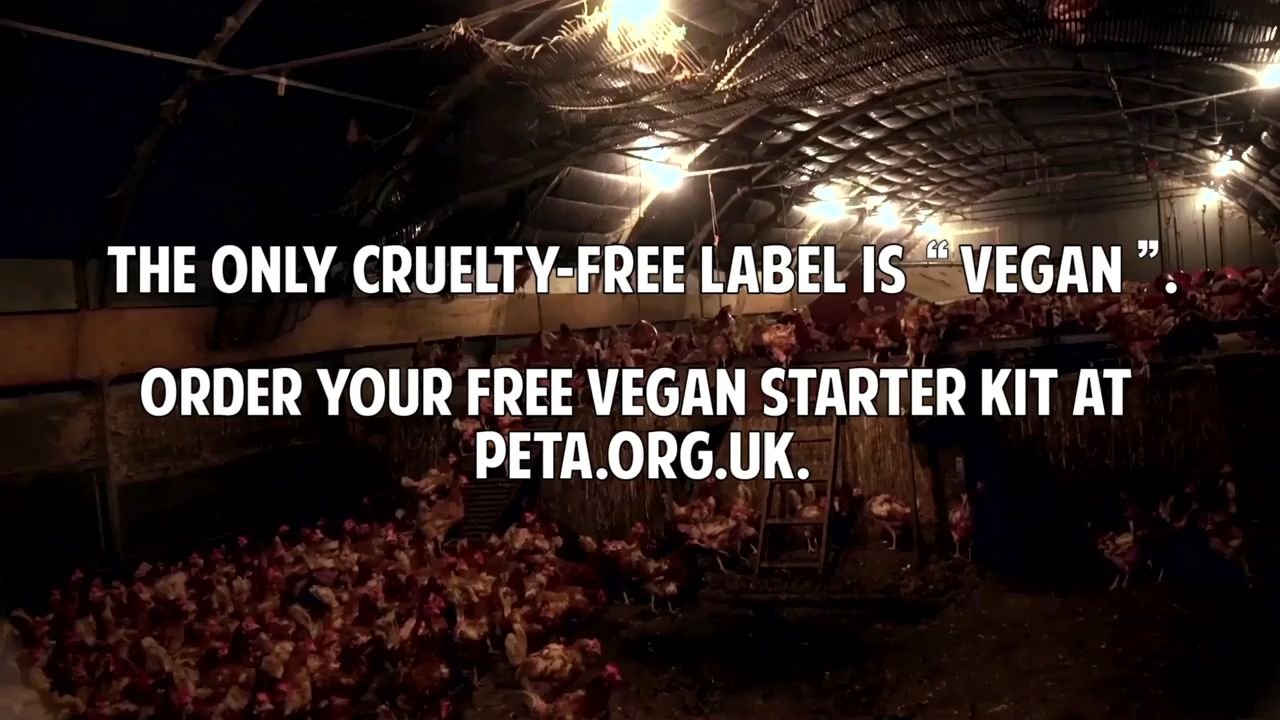 THE ONLY CRUELTY-FREE LABEL IS “ VEGAN ”.
ORDER YOUR FREE VEGAN STARTER KIT AT
PETA.ORG.UK.